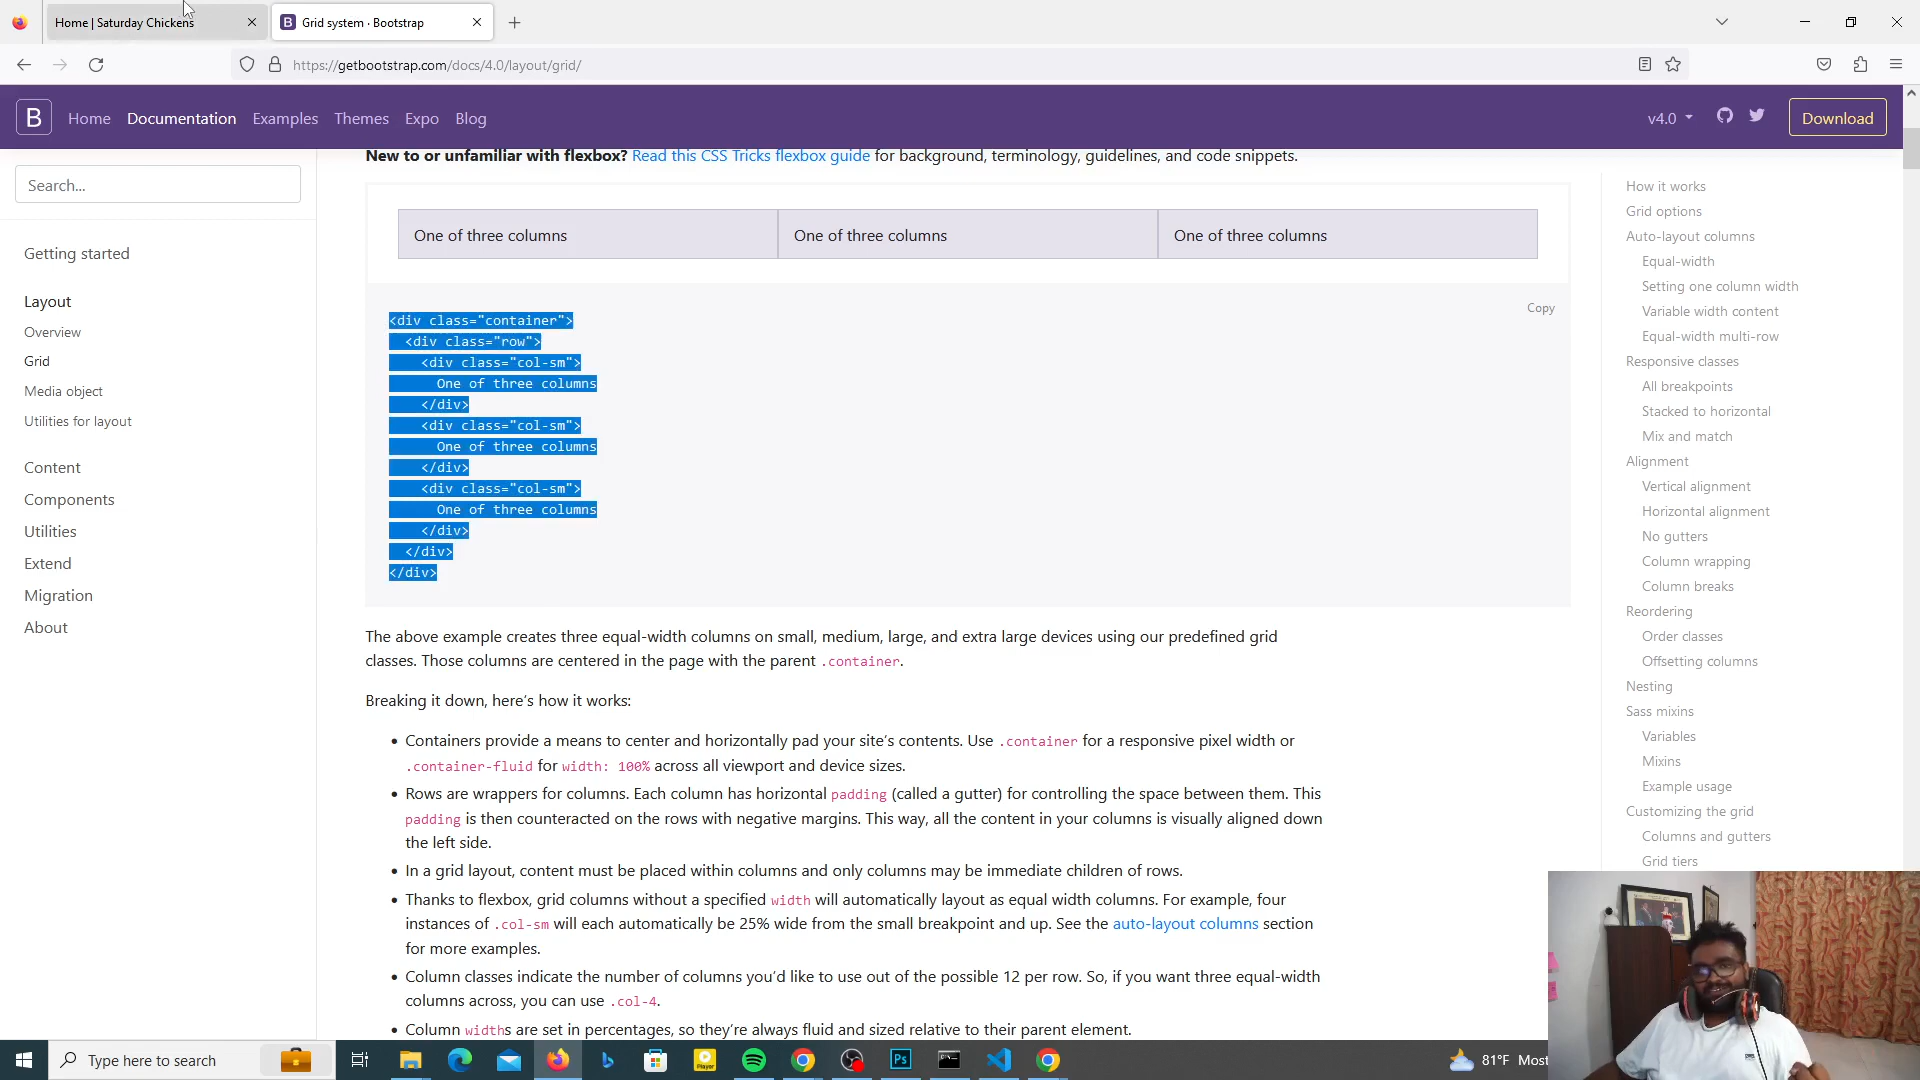 Home | Saturday Chickens
B Grid system · Bootstrap
https://getbootstrap.com/docs/4.0/layout/grid/
B Home Documentation Examples Themes Expo Blog v4.0 Download
New to or unfamiliar with flexbox? Read this CSS Tricks flexbox guide for background, terminology, guidelines, and code snippets.
Search...
Getting started
Layout
Overview
Grid
Media object
Utilities for layout
Content
Components
Utilities
Extend
Migration
About
One of three columns One of three columns One of three columns
Copy
<div class="container">
<div class="row">
<div class="col-sm">
One of three columns
</div>
<div class="col-sm">
One of three columns
</div>
<div class="col-sm">
One of three columns
</div>
</div>
</div>
The above example creates three equal-width columns on small, medium, large, and extra large devices using our predefined grid
classes. Those columns are centered in the page with the parent .container.
Breaking it down, here's how it works:
• Containers provide a means to center and horizontally pad your site's contents. Use .container for a responsive pixel width or
.container-fluid for width: 100% across all viewport and device sizes.
• Rows are wrappers for columns. Each column has horizontal padding (called a gutter) for controlling the space between them. This
padding is then counteracted on the rows with negative margins. This way, all the content in your columns is visually aligned down
the left side.
• In a grid layout, content must be placed within columns and only columns may be immediate children of rows.
• Thanks to flexbox, grid columns without a specified width will automatically layout as equal width columns. For example, four
instances of .col-sm will each automatically be 25% wide from the small breakpoint and up. See the auto-layout columns section
for more examples.
• Column classes indicate the number of columns you'd like to use out of the possible 12 per row. So, if you want three equal-width
columns across, you can use .col-4.
• Column widths are set in percentages, so they're always fluid and sized relative to their parent element.
How it works
Grid options
Auto-layout columns
Equal-width
Setting one column width
Variable width content
Equal-width multi-row
Responsive classes
All breakpoints
Stacked to horizontal
Mix and match
Alignment
Vertical alignment
Horizontal alignment
No gutters
Column wrapping
Column breaks
Reordering
Order classes
Offsetting columns
Nesting
Sass mixins
Variables
Mixins
Example usage
Customizing the grid
Columns and gutters
Grid tiers
Type here to search
Player
Ps
81°F Most